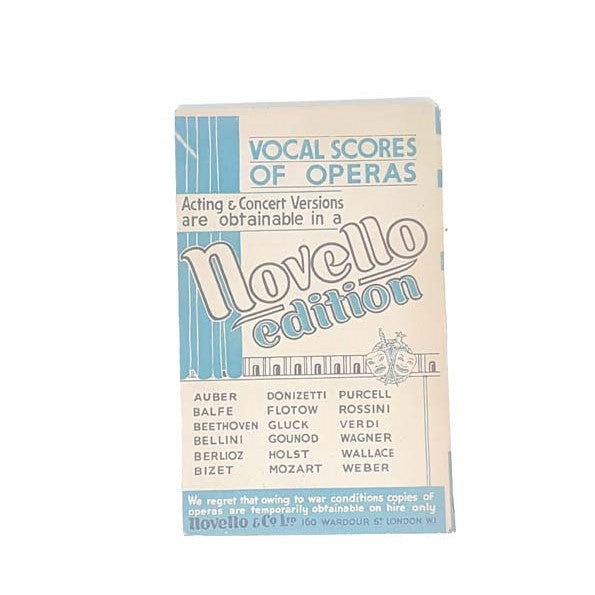 VOCAL SCORES
OF OPERAS
Acting & Concert Versions
are obtainable in a
Novello
edition
AUBER DONIZETTI PURCELL
BALFE FLOTOW ROSSINI
BEETHOVEN GLUCK VERDI
BELLINI GOUNOD WAGNER
BERLIOZ HOLST WALLACE
BIZET MOZART WEBER
We regret that owing to war conditions copies of
operas are temporarily obtainable on hire only
Novello & Co Ltd 160 WARDOUR ST LONDON W.1